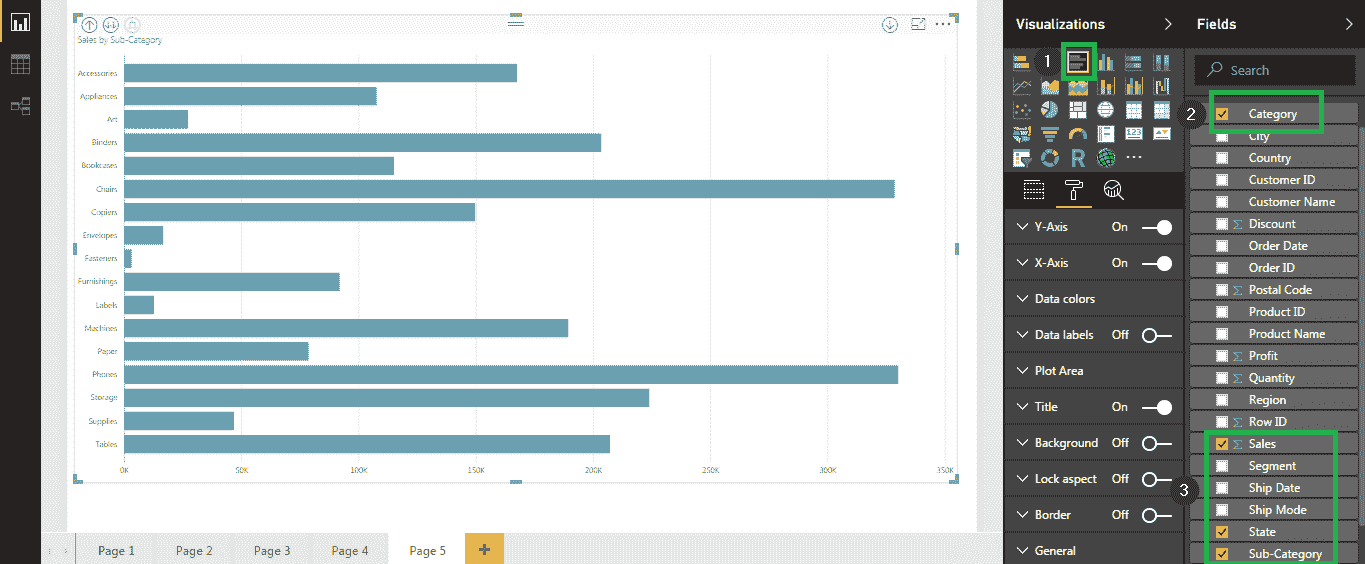 Sales by Sub-Category
Accessories
Appliances
Art
Binders
Bookcases
Chairs
Copiers
Envelopes
Fasteners
Furnishings
Labels
Machines
Paper
Phones
Storage
Supplies
Tables
0K 50K 100K 150K 200K 250K 300K 350K
Page 1 Page 2 Page 3 Page 4 Page 5 +
Visualizations
1
R
123
Y-Axis On
X-Axis On
Data colors
Data labels Off
Plot Area
Title On
Background Off
Lock aspect Off
Border Off
General
Fields
Search
2
Category
City
Country
Customer ID
Customer Name
Σ Discount
Order Date
Order ID
Σ Postal Code
Product ID
Product Name
Σ Profit
Σ Quantity
Region
Σ Row ID
Σ Sales
Segment
3
Ship Date
Ship Mode
State
Sub-Category